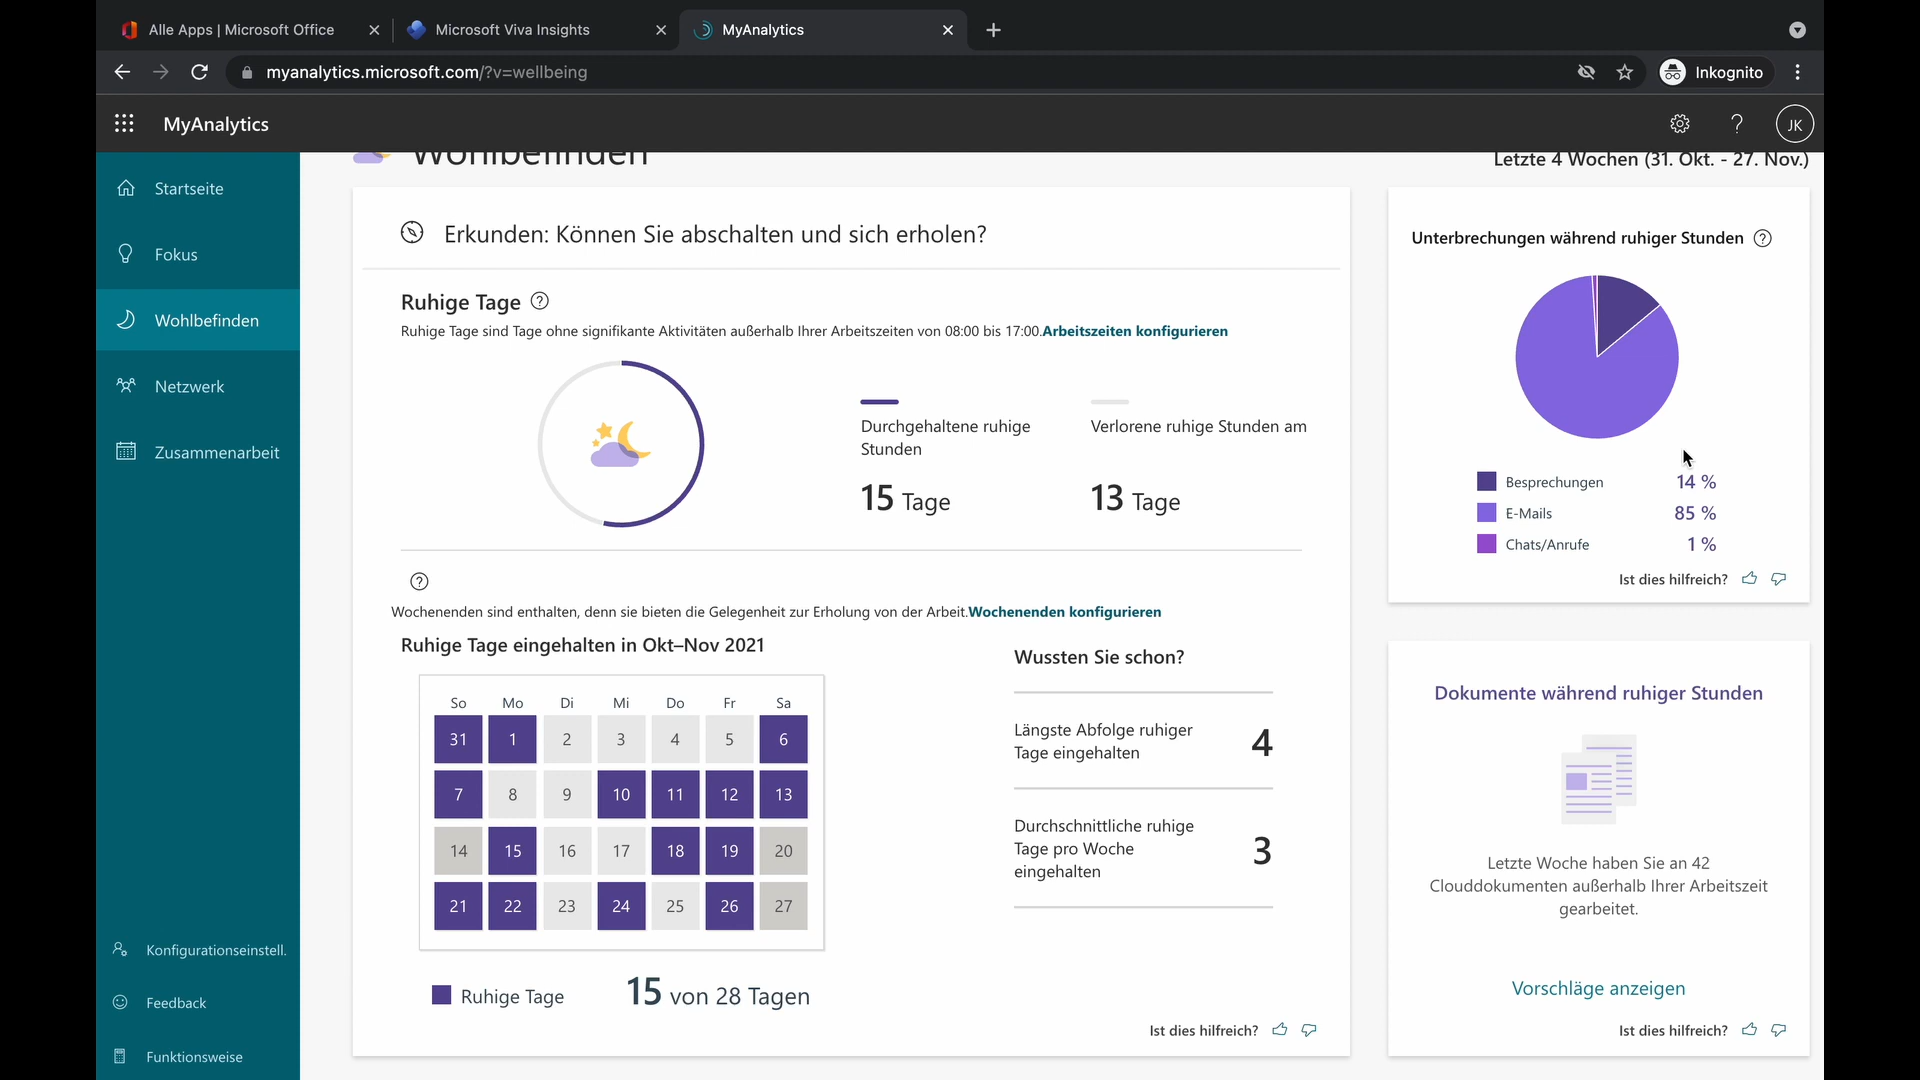 Alle Apps | Microsoft Office
Microsoft Viva Insights
MyAnalytics
myanalytics.microsoft.com/?v=wellbeing
Inkognito
MyAnalytics
JK
Startseite
Fokus
Wohlbefinden
Netzwerk
Zusammenarbeit
Konfigurationseinstell.
Feedback
Funktionsweise
Wohlbefinden
Letzte 4 Wochen (31. Okt. - 27. Nov.)
Erkunden: Können Sie abschalten und sich erholen?
Ruhige Tage
Ruhige Tage sind Tage ohne signifikante Aktivitäten außerhalb Ihrer Arbeitszeiten von 08:00 bis 17:00.Arbeitszeiten konfigurieren
Durchgehaltene ruhige
Stunden
15 Tage
Verlorene ruhige Stunden am
13 Tage
Wochenenden sind enthalten, denn sie bieten die Gelegenheit zur Erholung von der Arbeit.Wochenenden konfigurieren
Ruhige Tage eingehalten in Okt–Nov 2021
So Mo Di Mi Do Fr Sa
31 1 2 3 4 5 6
7 8 9 10 11 12 13
14 15 16 17 18 19 20
21 22 23 24 25 26 27
Ruhige Tage
15 von 28 Tagen
Wussten Sie schon?
Längste Abfolge ruhiger
Tage eingehalten
4
Durchschnittliche ruhige
Tage pro Woche
eingehalten
3
Ist dies hilfreich?
Unterbrechungen während ruhiger Stunden
Besprechungen 14 %
E-Mails 85 %
Chats/Anrufe 1 %
Ist dies hilfreich?
Dokumente während ruhiger Stunden
Letzte Woche haben Sie an 42
Clouddokumenten außerhalb Ihrer Arbeitszeit
gearbeitet.
Vorschläge anzeigen
Ist dies hilfreich?